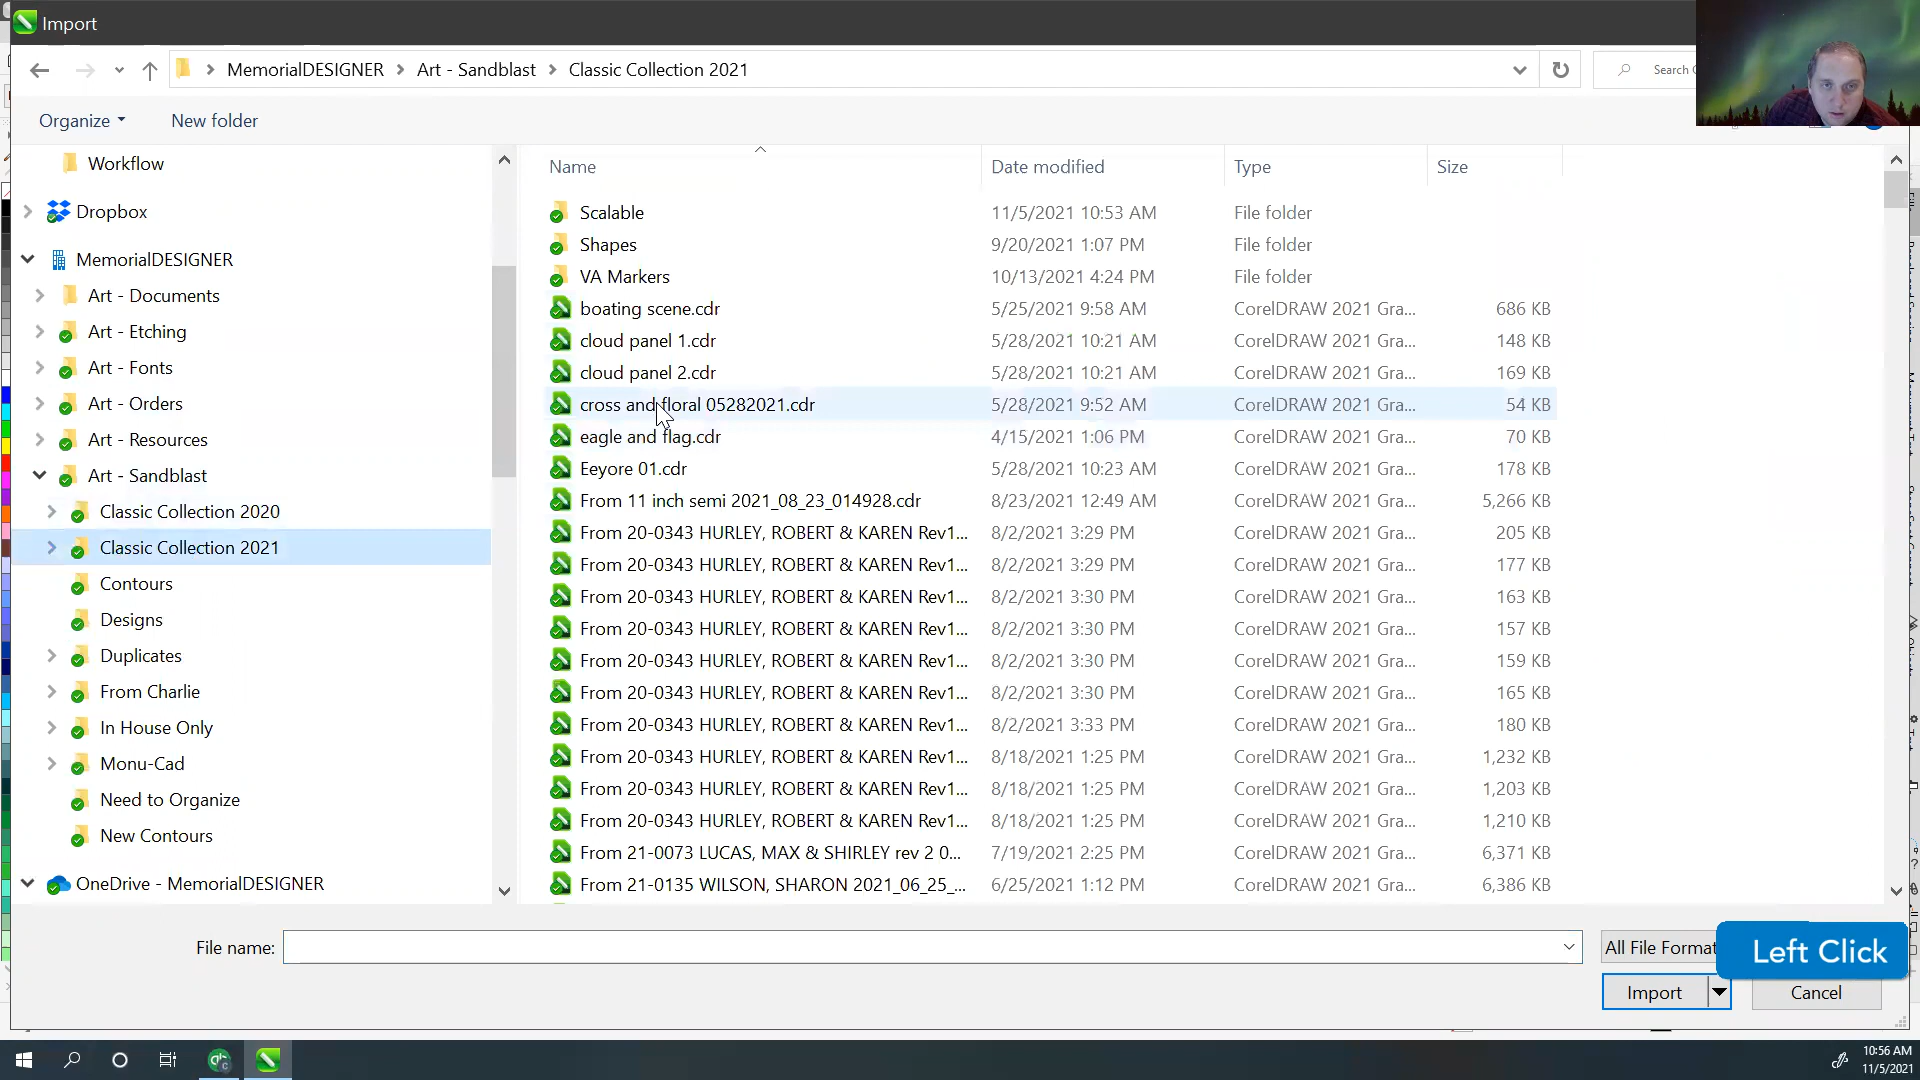 Import
MemorialDESIGNER > Art - Sandblast > Classic Collection 2021
Search
Organize
New folder
Workflow
Dropbox
MemorialDESIGNER
Art - Documents
Art - Etching
Art - Fonts
Art - Orders
Art - Resources
Art - Sandblast
Classic Collection 2020
Classic Collection 2021
Contours
Designs
Duplicates
From Charlie
In House Only
Monu-Cad
Need to Organize
New Contours
OneDrive - MemorialDESIGNER
Name Date modified Type Size
Scalable 11/5/2021 10:53 AM File folder
Shapes 9/20/2021 1:07 PM File folder
VA Markers 10/13/2021 4:24 PM File folder
boating scene.cdr 5/25/2021 9:58 AM CorelDRAW 2021 Gra... 686 KB
cloud panel 1.cdr 5/28/2021 10:21 AM CorelDRAW 2021 Gra... 148 KB
cloud panel 2.cdr 5/28/2021 10:21 AM CorelDRAW 2021 Gra... 169 KB
cross and floral 05282021.cdr 5/28/2021 9:52 AM CorelDRAW 2021 Gra... 54 KB
eagle and flag.cdr 4/15/2021 1:06 PM CorelDRAW 2021 Gra... 70 KB
Eeyore 01.cdr 5/28/2021 10:23 AM CorelDRAW 2021 Gra... 178 KB
From 11 inch semi 2021_08_23_014928.cdr 8/23/2021 12:49 AM CorelDRAW 2021 Gra... 5,266 KB
From 20-0343 HURLEY, ROBERT & KAREN Rev1... 8/2/2021 3:29 PM CorelDRAW 2021 Gra... 205 KB
From 20-0343 HURLEY, ROBERT & KAREN Rev1... 8/2/2021 3:29 PM CorelDRAW 2021 Gra... 177 KB
From 20-0343 HURLEY, ROBERT & KAREN Rev1... 8/2/2021 3:30 PM CorelDRAW 2021 Gra... 163 KB
From 20-0343 HURLEY, ROBERT & KAREN Rev1... 8/2/2021 3:30 PM CorelDRAW 2021 Gra... 157 KB
From 20-0343 HURLEY, ROBERT & KAREN Rev1... 8/2/2021 3:30 PM CorelDRAW 2021 Gra... 159 KB
From 20-0343 HURLEY, ROBERT & KAREN Rev1... 8/2/2021 3:30 PM CorelDRAW 2021 Gra... 165 KB
From 20-0343 HURLEY, ROBERT & KAREN Rev1... 8/2/2021 3:33 PM CorelDRAW 2021 Gra... 180 KB
From 20-0343 HURLEY, ROBERT & KAREN Rev1... 8/18/2021 1:25 PM CorelDRAW 2021 Gra... 1,232 KB
From 20-0343 HURLEY, ROBERT & KAREN Rev1... 8/18/2021 1:25 PM CorelDRAW 2021 Gra... 1,203 KB
From 20-0343 HURLEY, ROBERT & KAREN Rev1... 8/18/2021 1:25 PM CorelDRAW 2021 Gra... 1,210 KB
From 21-0073 LUCAS, MAX & SHIRLEY rev 2 0... 7/19/2021 2:25 PM CorelDRAW 2021 Gra... 6,371 KB
From 21-0135 WILSON, SHARON 2021_06_25_... 6/25/2021 1:12 PM CorelDRAW 2021 Gra... 6,386 KB
File name:
All File Format
Left Click
Import
Cancel
10:56 AM
11/5/2021